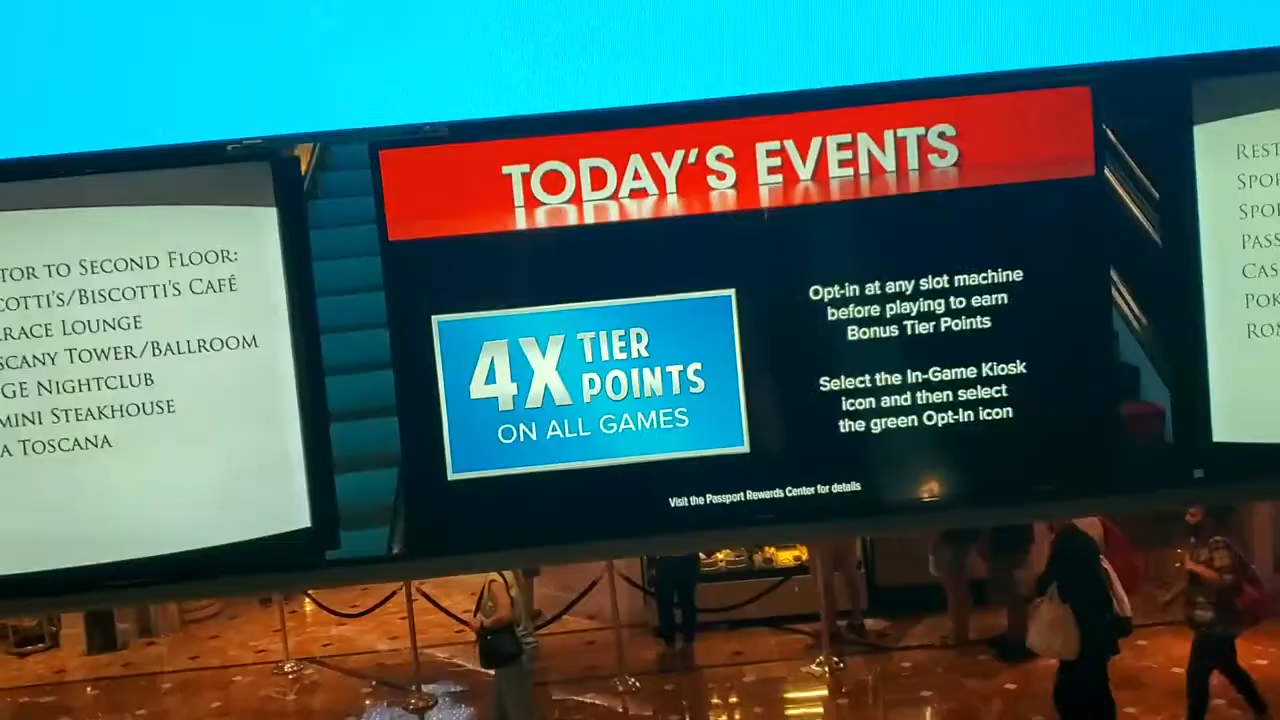 TOR TO SECOND FLOOR:
COTTI'S/BISCOTTI'S CAFÉ
RACE LOUNGE
SCANY TOWER/BALLROOM
GE NIGHTCLUB
MINI STEAKHOUSE
A TOSCANA
TODAY'S EVENTS
4X TIER
POINTS
ON ALL GAMES
Opt-in at any slot machine
before playing to earn
Bonus Tier Points
Select the In-Game Kiosk
icon and then select
the green Opt-In icon
Visit the Passport Rewards Center for details
REST
SPOR
SPO
PASS
CAS
POK
RO